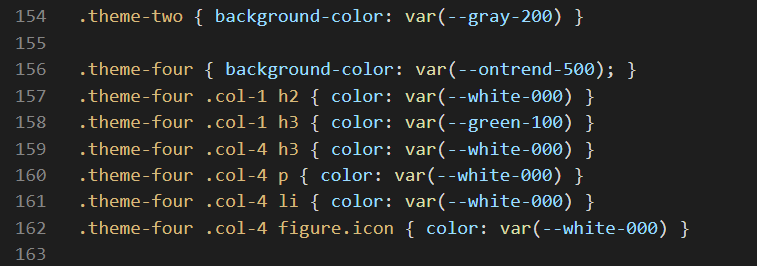 154 .theme-two { background-color: var(--gray-200) }
155
156 .theme-four { background-color: var(--ontrend-500); }
157 .theme-four .col-1 h2 { color: var(--white-000) }
158 .theme-four .col-1 h3 { color: var(--green-100) }
159 .theme-four .col-4 h3 { color: var(--white-000) }
160 .theme-four .col-4 p { color: var(--white-000) }
161 .theme-four .col-4 li { color: var(--white-000) }
162 .theme-four .col-4 figure.icon { color: var(--white-000) }
163